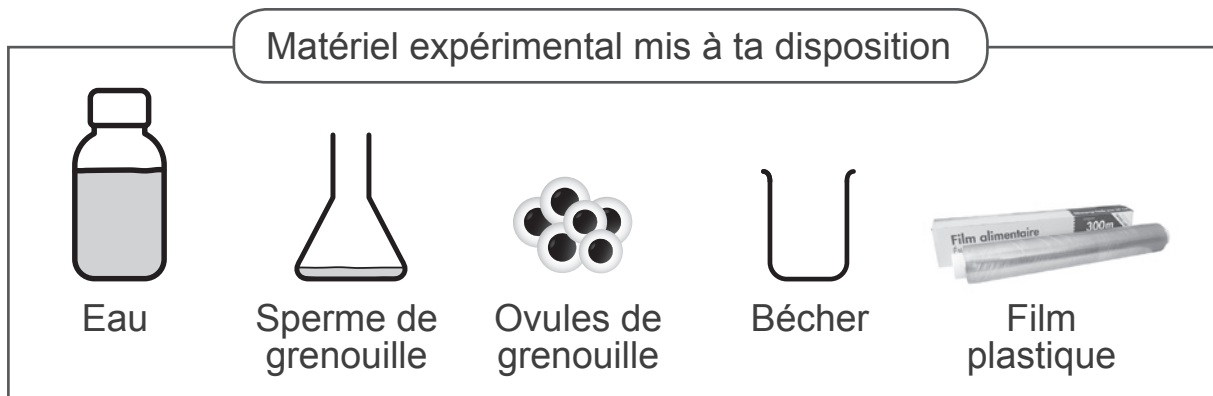 Matériel expérimental mis à ta disposition
Film alimentaire
300m
Eau
Sperme de
grenouille
Ovules de
grenouille
Bécher
Film
plastique